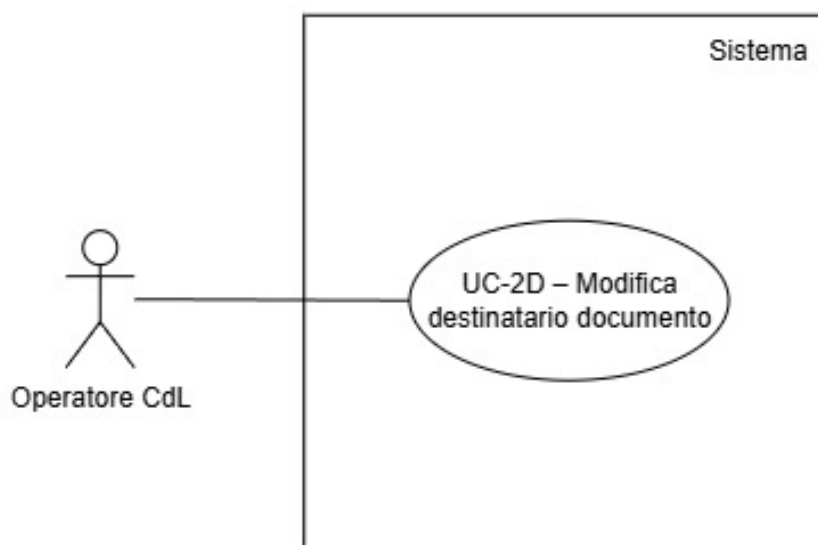 Sistema
UC-2D – Modifica
destinatario documento
Operatore CdL